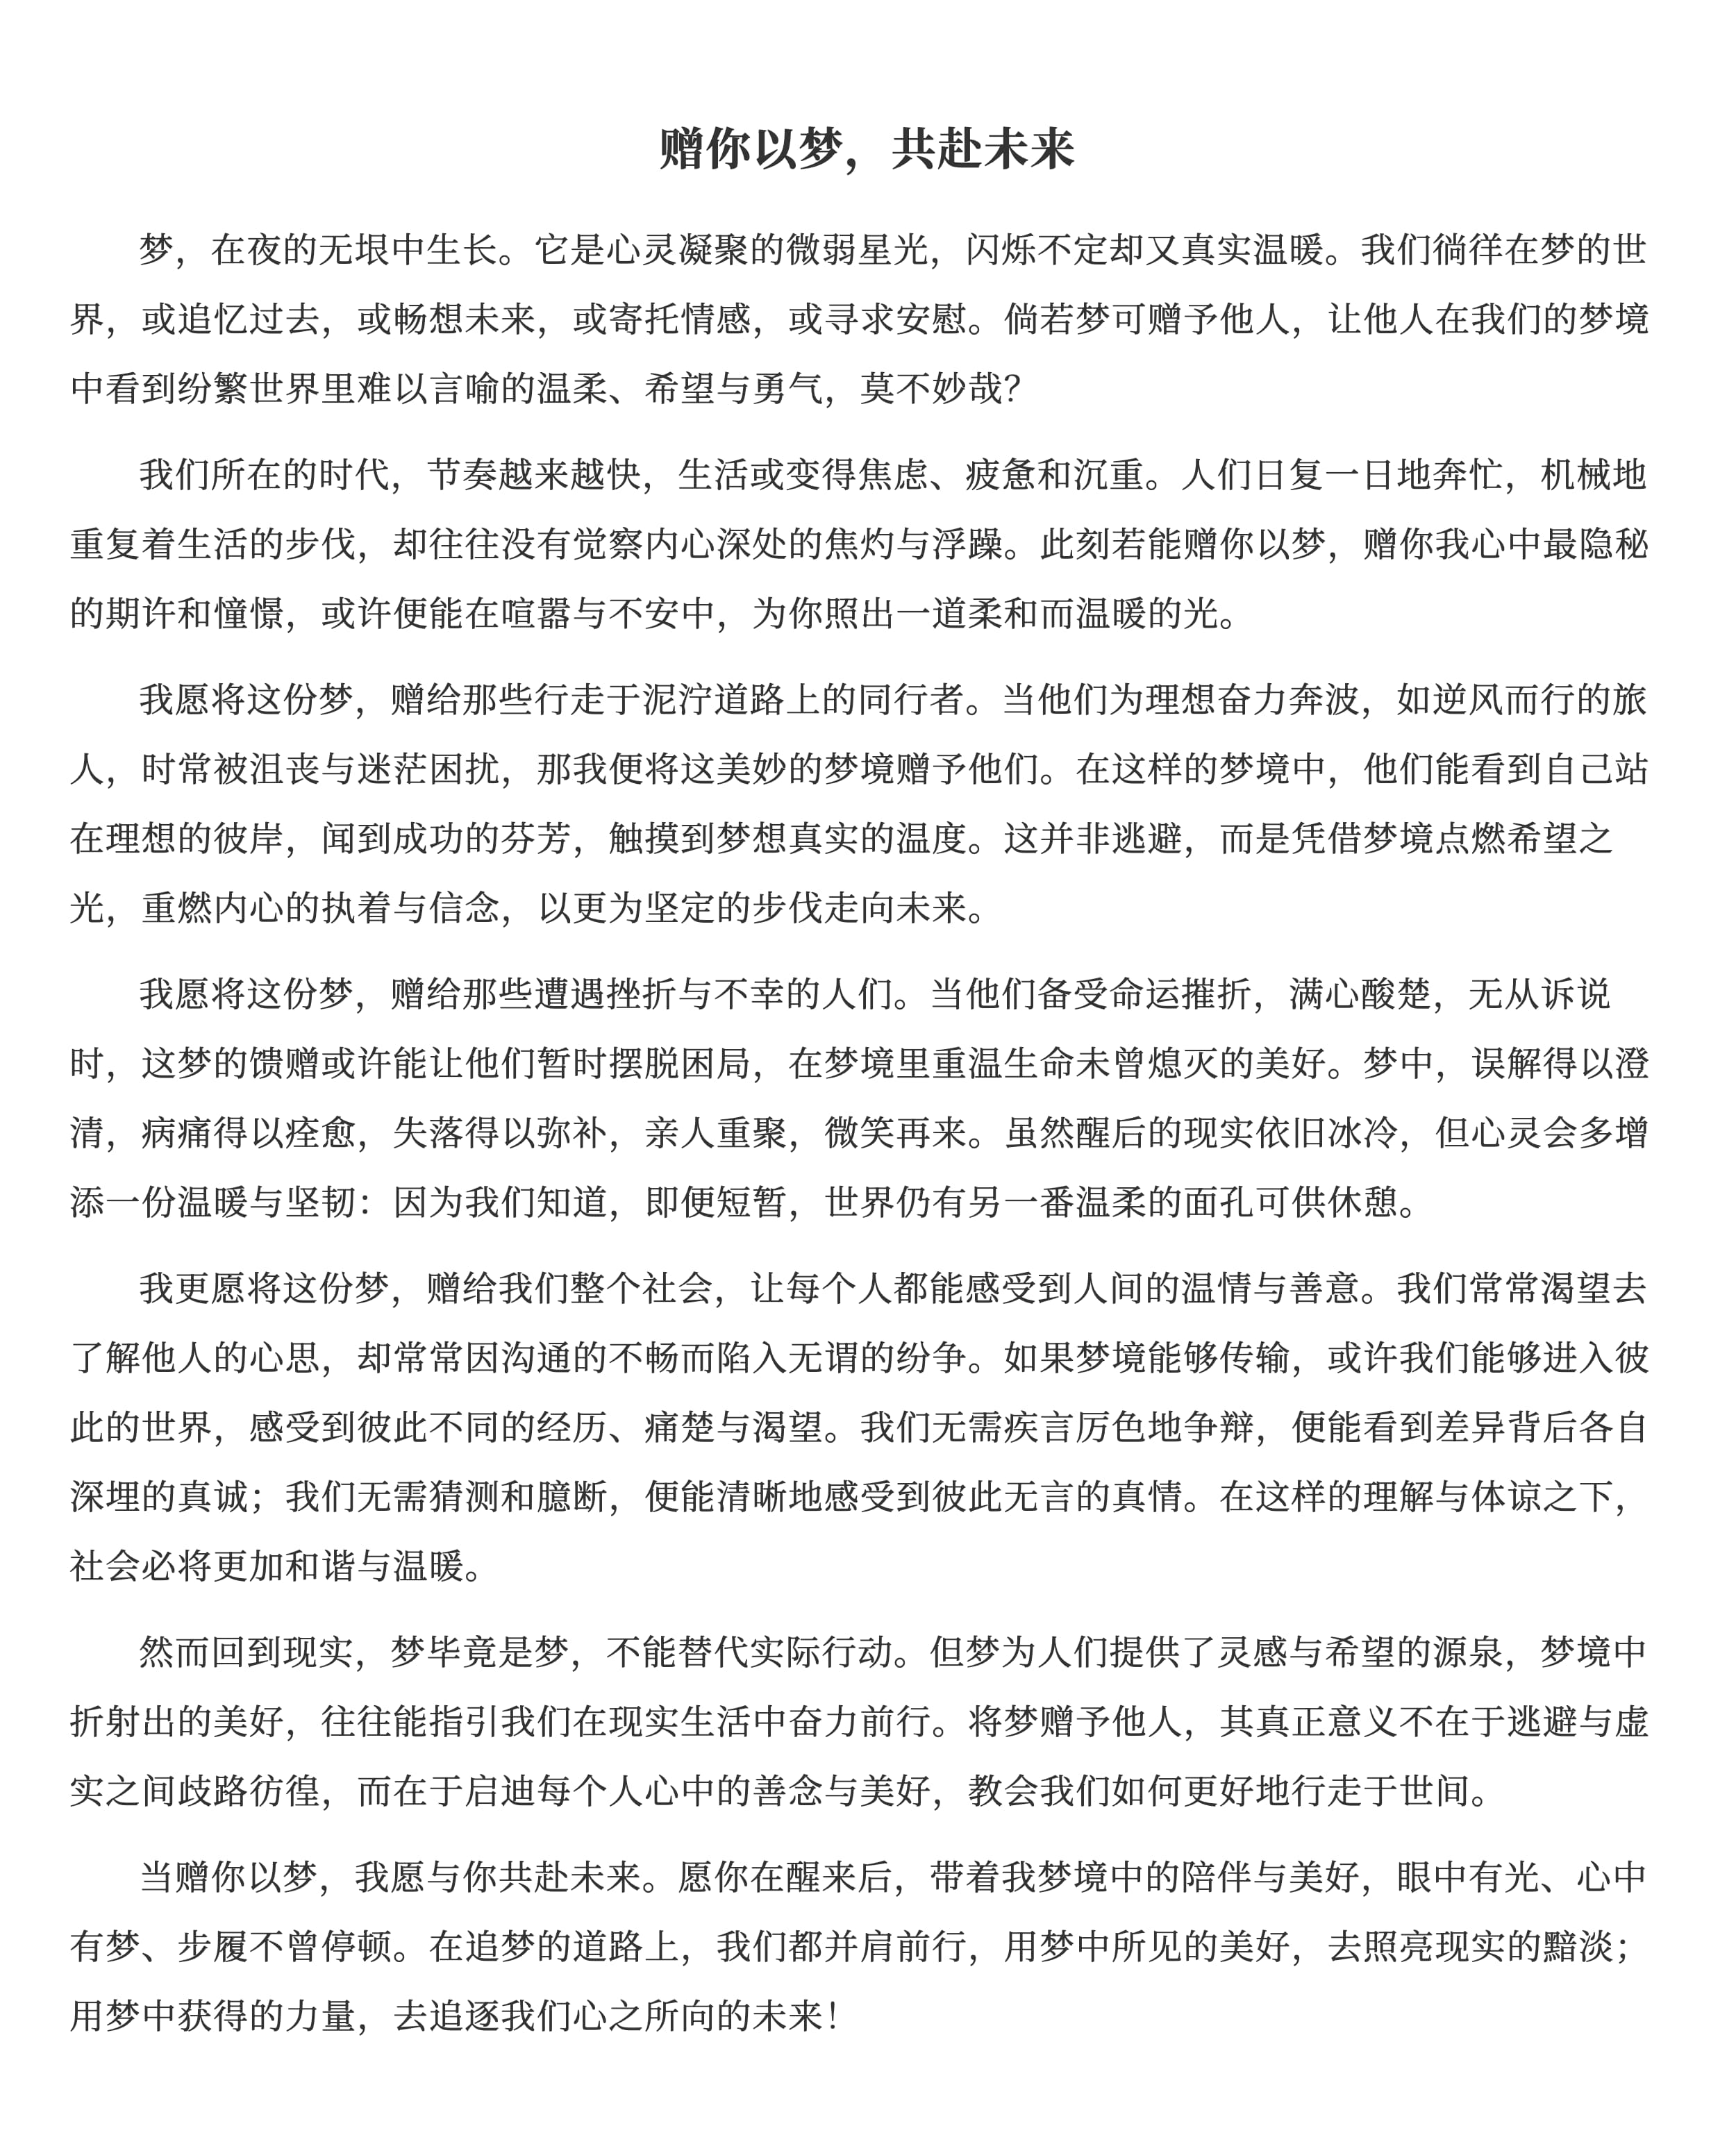 赠你以梦，共赴未来
梦，在夜的无垠中生长。它是心灵凝聚的微弱星光，闪烁不定却又真实温暖。我们徜徉在梦的世
界，或追忆过去，或畅想未来，或寄托情感，或寻求安慰。倘若梦可赠予他人，让他人在我们的梦境
中看到纷繁世界里难以言喻的温柔、希望与勇气，莫不妙哉？
我们所在的时代，节奏越来越快，生活或变得焦虑、疲惫和沉重。人们日复一日地奔忙，机械地
重复着生活的步伐，却往往没有觉察内心深处的焦灼与浮躁。此刻若能赠你以梦，赠你我心中最隐秘
的期许和憧憬，或许便能在喧嚣与不安中，为你照出一道柔和而温暖的光。
我愿将这份梦，赠给那些行走于泥泞道路上的同行者。当他们为理想奋力奔波，如逆风而行的旅
人，时常被沮丧与迷茫困扰，那我便将这美妙的梦境赠予他们。在这样的梦境中，他们能看到自己站
在理想的彼岸，闻到成功的芬芳，触摸到梦想真实的温度。这并非逃避，而是凭借梦境点燃希望之
光，重燃内心的执着与信念，以更为坚定的步伐走向未来。
我愿将这份梦，赠给那些遭遇挫折与不幸的人们。当他们备受命运摧折，满心酸楚，无从诉说
时，这梦的馈赠或许能让他们暂时摆脱困局，在梦境里重温生命未曾熄灭的美好。梦中，误解得以澄
清，病痛得以痊愈，失落得以弥补，亲人重聚，微笑再来。虽然醒后的现实依旧冰冷，但心灵会多增
添一份温暖与坚韧：因为我们知道，即便短暂，世界仍有另一番温柔的面孔可供休憩。
我更愿将这份梦，赠给我们整个社会，让每个人都能感受到人间的温情与善意。我们常常渴望去
了解他人的心思，却常常因沟通的不畅而陷入无谓的纷争。如果梦境能够传输，或许我们能够进入彼
此的世界，感受到彼此不同的经历、痛楚与渴望。我们无需疾言厉色地争辩，便能看到差异背后各自
深埋的真诚；我们无需猜测和臆断，便能清晰地感受到彼此无言的真情。在这样的理解与体谅之下，
社会必将更加和谐与温暖。
然而回到现实，梦毕竟是梦，不能替代实际行动。但梦为人们提供了灵感与希望的源泉，梦境中
折射出的美好，往往能指引我们在现实生活中奋力前行。将梦赠予他人，其真正意义不在于逃避与虚
实之间歧路彷徨，而在于启迪每个人心中的善念与美好，教会我们如何更好地行走于世间。
当赠你以梦，我愿与你共赴未来。愿你在醒来后，带着我梦境中的陪伴与美好，眼中有光、心中
有梦、步履不曾停顿。在追梦的道路上，我们都并肩前行，用梦中所见的美好，去照亮现实的黯淡；
用梦中获得的力量，去追逐我们心之所向的未来！